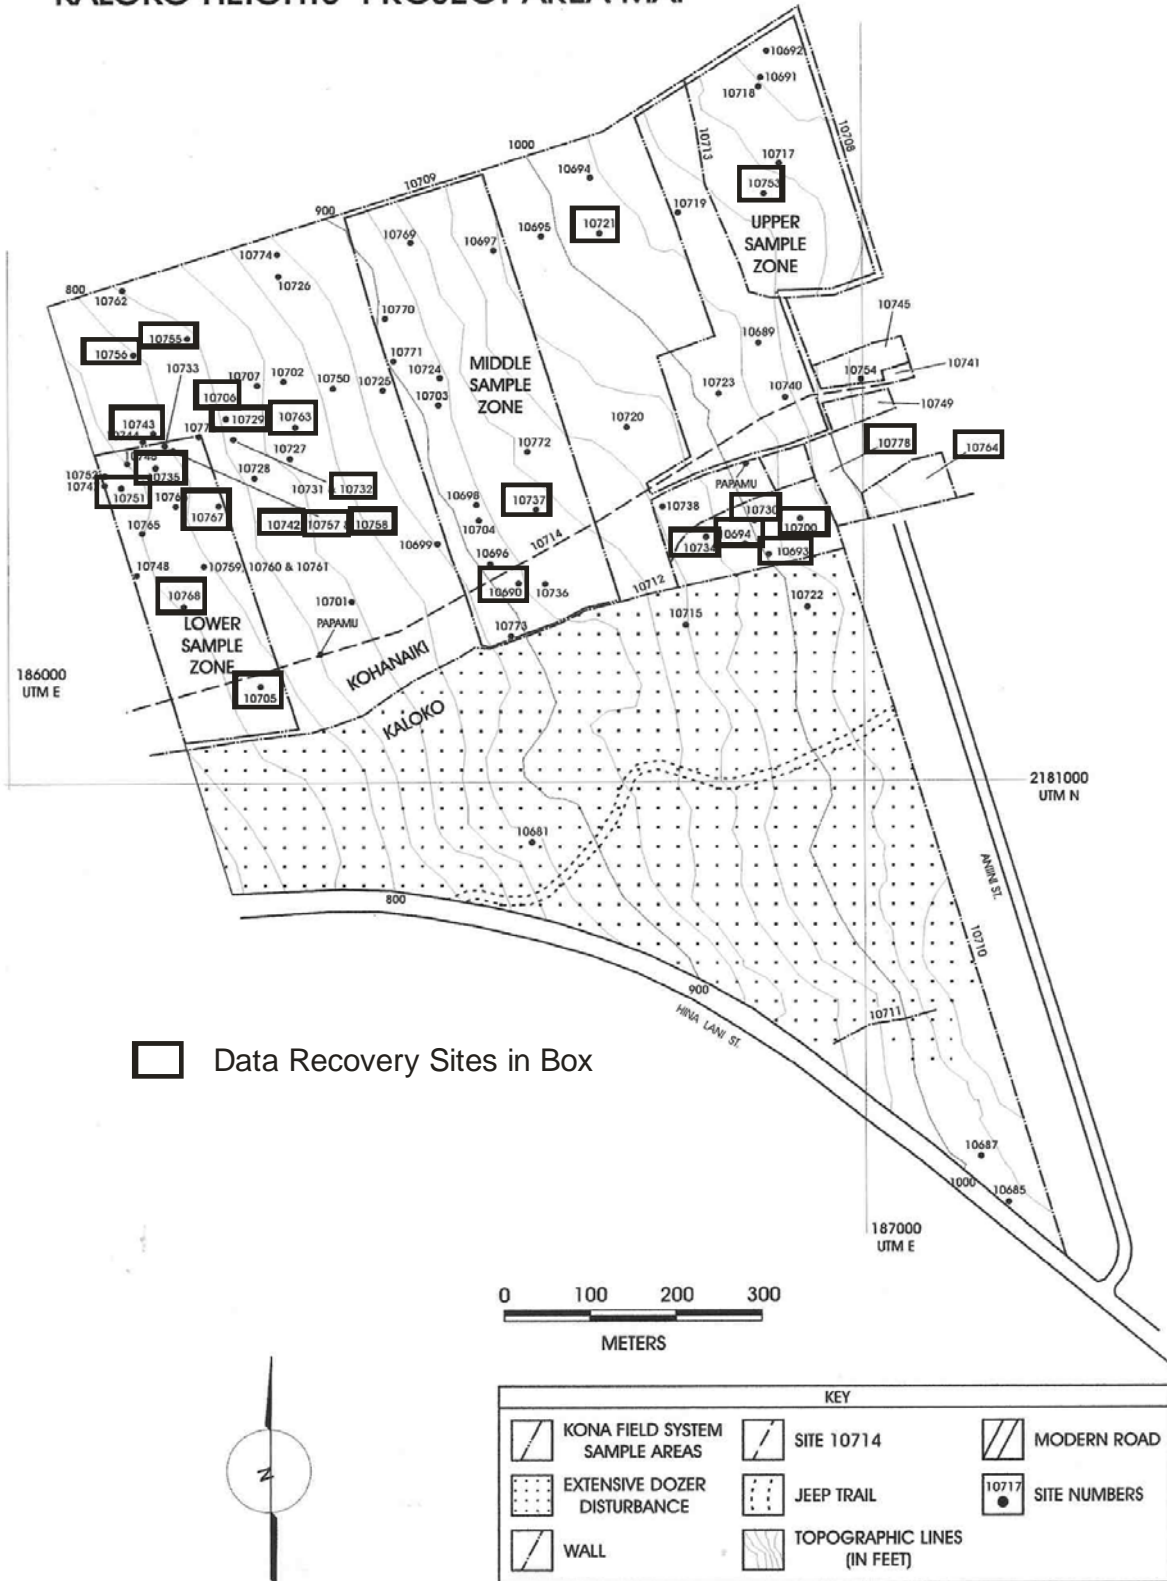 KALOKO HEIGHTS PROJECT AREA MAP
10692
10691
10718
10708
10713
1000
10717
10694
10753
10709
10719
900
10721
UPPER
SAMPLE
ZONE
10695
10769
10697
10774
10726
800
10762
10745
10770
10689
10755
10756
10733
10771
MIDDLE
SAMPLE
ZONE
10754
10741
10724
10707
10702
10750
10725
10723
10740
10706
10703
10749
10743
10729
10763
10720
10778
10764
10772
10727
10735
10752
10728
10731 & 10732
PAPAMU
10751
10698
10737
10738
10730
10767
10742
10757 &
10758
10704
10700
10765
10714
10694
10734
10699
10693
10696
10748
10759, 10760 & 10761
10712
10768
10701
10690
10736
10722
10715
PAPAMU
LOWER
SAMPLE
ZONE
10773
KOHANAIKI
186000
UTM E
10705
KALOKO
2181000
UTM N
10681
ANIINI ST.
800
10710
900
HINA LANI ST.
10711
Data Recovery Sites in Box
10687
1000
10685
187000
UTM E
0 100 200 300
METERS
N
KEY
KONA FIELD SYSTEM
SAMPLE AREAS
SITE 10714
MODERN ROAD
EXTENSIVE DOZER
DISTURBANCE
JEEP TRAIL
10717
SITE NUMBERS
WALL
TOPOGRAPHIC LINES
(IN FEET)